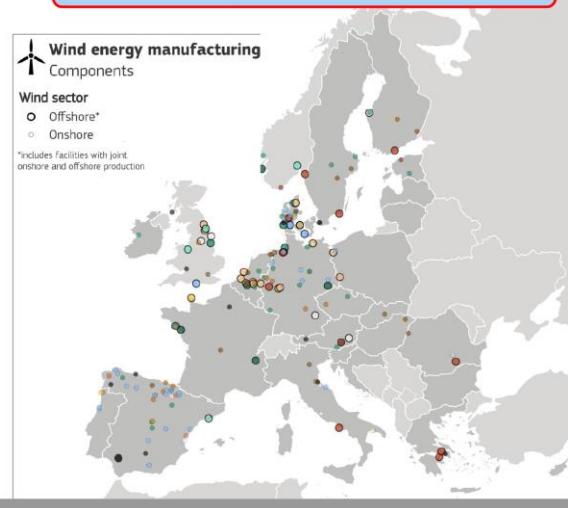 Wind energy manufacturing
Components
Wind sector
Offshore*
Onshore
*includes facilities with joint
onshore and offshore production